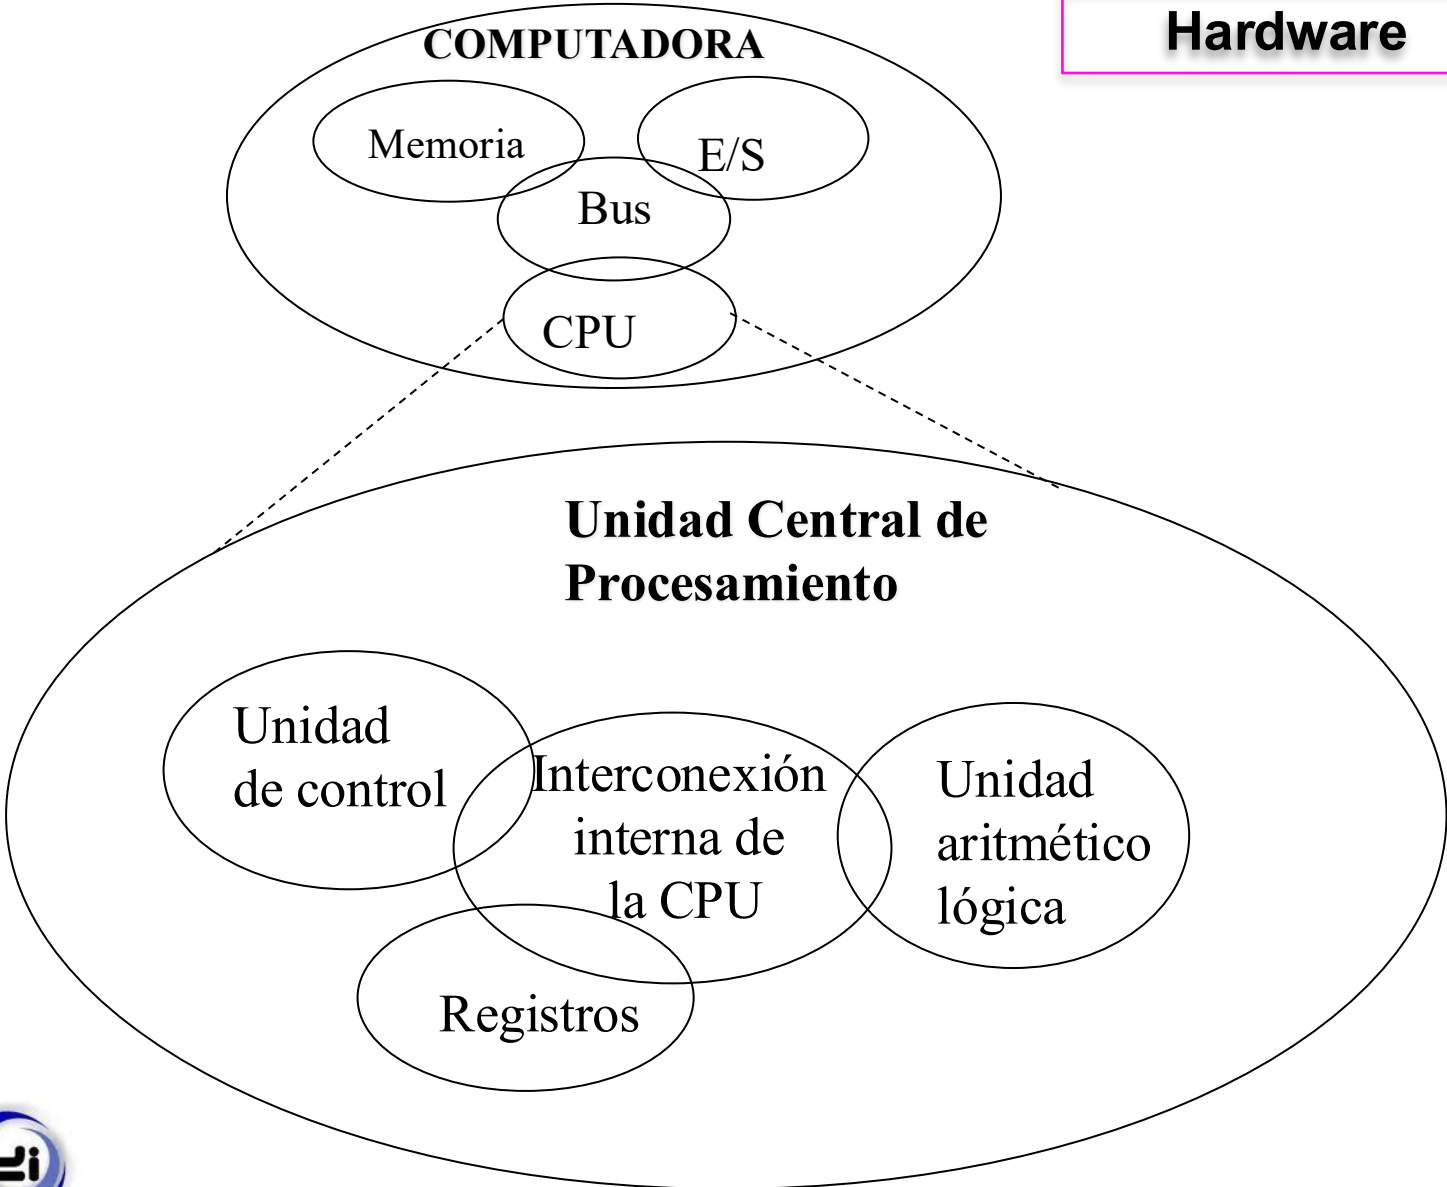 Hardware
COMPUTADORA
Memoria
E/S
Bus
CPU
Unidad Central de
Procesamiento
Unidad
de control
Interconexión
interna de
la CPU
Unidad
aritmético
lógica
Registros